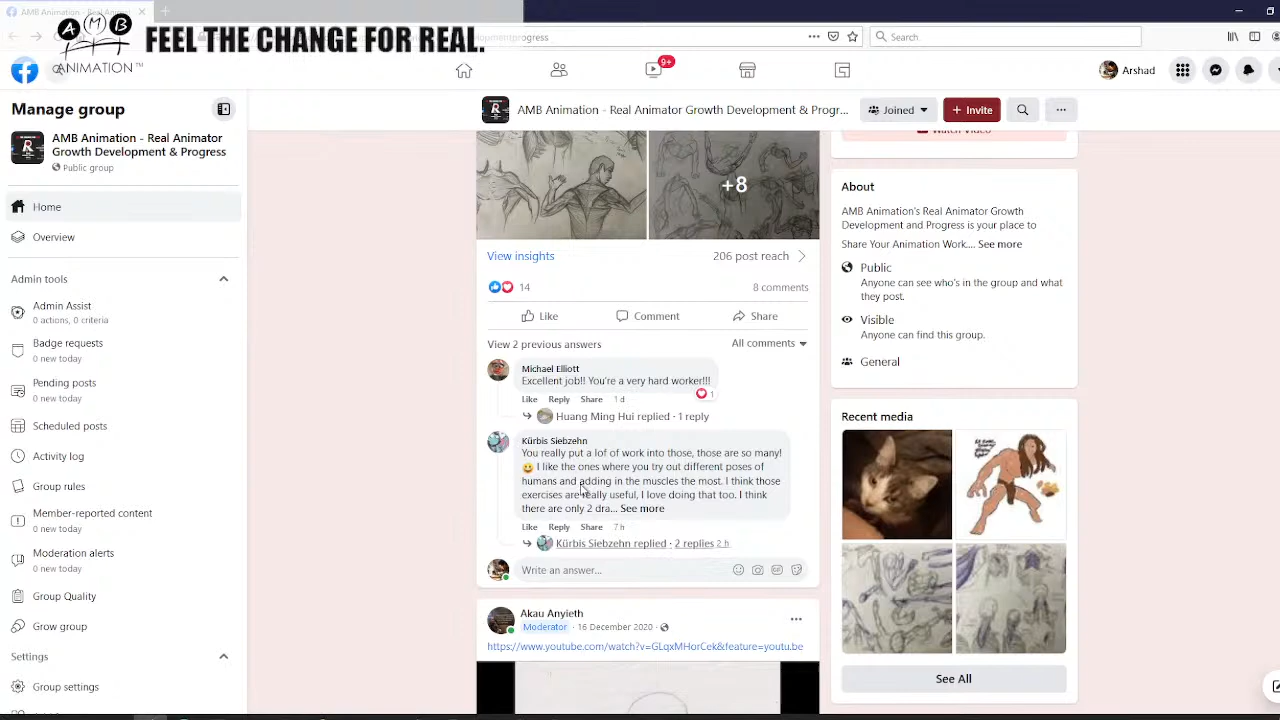 AMB Animation - Real Anima
AMB
ANIMATION™
FEEL THE CHANGE FOR REAL.
Search
9+
Arshad
Manage group
AMB Animation - Real Animator
Growth Development & Progress
Public group
Home
Overview
Admin tools
Admin Assist
0 actions, 0 criteria
Badge requests
0 new today
Pending posts
0 new today
Scheduled posts
Activity log
Group rules
Member-reported content
0 new today
Moderation alerts
0 new today
Group Quality
Grow group
Settings
Group settings
AMB Animation - Real Animator Growth Development & Progr...
Joined
+ Invite
+8
View insights
206 post reach
14
8 comments
Like
Comment
Share
View 2 previous answers
All comments
Michael Elliott
Excellent job!! You're a very hard worker!!!
1
Like Reply Share 1 d
Huang Ming Hui replied · 1 reply
Kürbis Siebzehn
You really put a lof of work into those, those are so many!
😀 I like the ones where you try out different poses of
humans and adding in the muscles the most. I think those
exercises are really useful, I love doing that too. I think
there are only 2 dra... See more
Like Reply Share 7 h
Kürbis Siebzehn replied · 2 replies 2 h
Write an answer...
GIF
Akau Anyieth
Moderator · 16 December 2020 ·
https://www.youtube.com/watch?v=GLqxMHorCek&feature=youtu.be
Watch Video
About
AMB Animation's Real Animator Growth
Development and Progress is your place to
Share Your Animation Work.... See more
Public
Anyone can see who's in the group and what
they post.
Visible
Anyone can find this group.
General
Recent media
See All